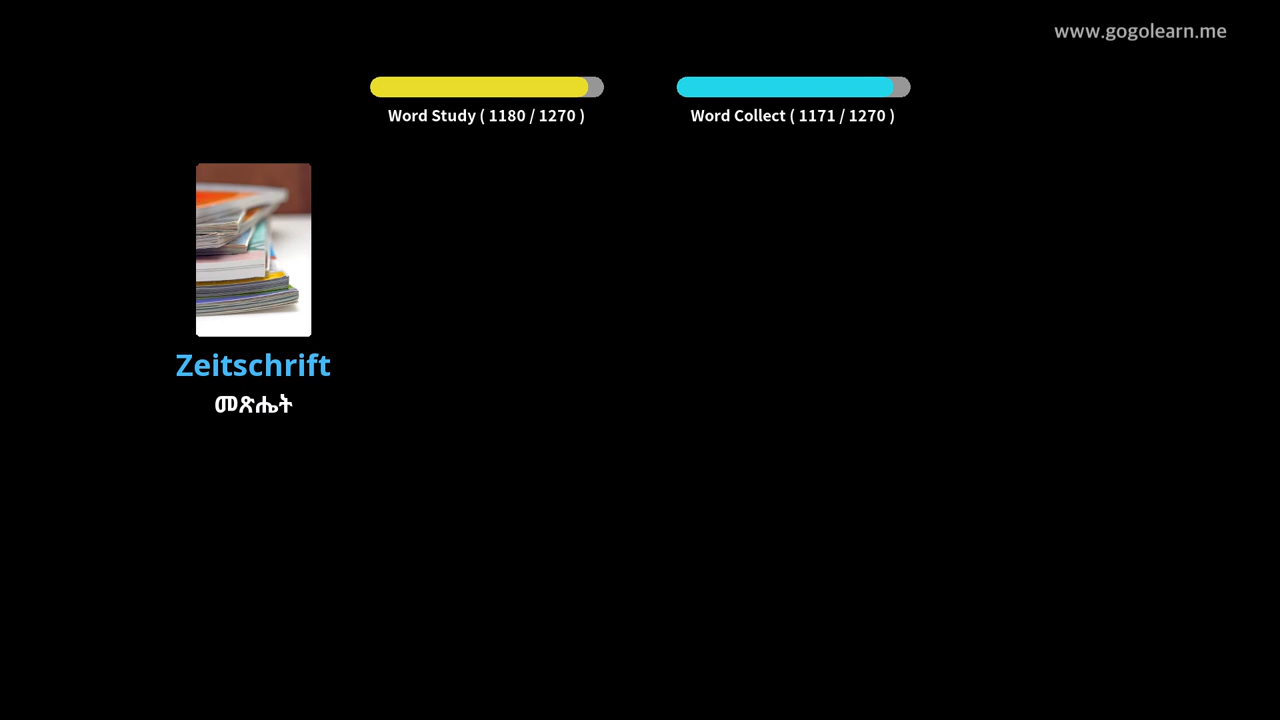 www.gogolearn.me
Word Study ( 1180 / 1270 )
Word Collect ( 1171 / 1270 )
Zeitschrift
መጽሔት